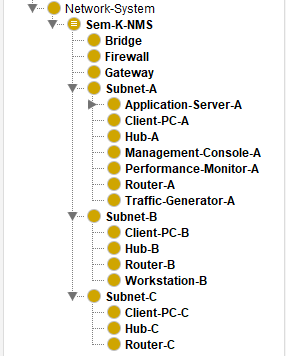 Network-System
Sem-K-NMS
Bridge
Firewall
Gateway
Subnet-A
Application-Server-A
Client-PC-A
Hub-A
Management-Console-A
Performance-Monitor-A
Router-A
Traffic-Generator-A
Subnet-B
Client-PC-B
Hub-B
Router-B
Workstation-B
Subnet-C
Client-PC-C
Hub-C
Router-C